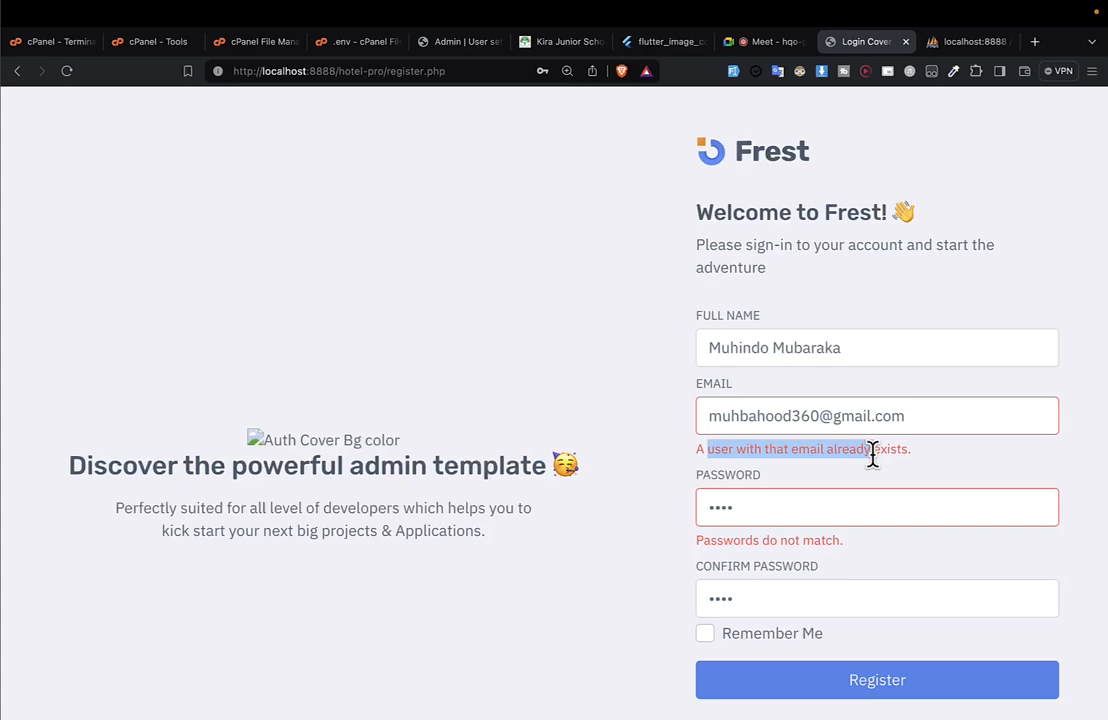 cPanel - Termina
cPanel - Tools
cPanel File Mana
.env - cPanel Fil
Admin | User set
Kira Junior Scho
flutter_image_co
Meet - hqo-
Login Cover
localhost:8888 /
http://localhost:8888/hotel-pro/register.php
VPN
Frest
Welcome to Frest! 👋
Please sign-in to your account and start the
adventure
FULL NAME
Muhindo Mubaraka
EMAIL
muhbahood360@gmail.com
A user with that email already exists.
PASSWORD
••••
Passwords do not match.
CONFIRM PASSWORD
••••
Remember Me
Register
Auth Cover Bg color
Discover the powerful admin template 🥳
Perfectly suited for all level of developers which helps you to
kick start your next big projects & Applications.